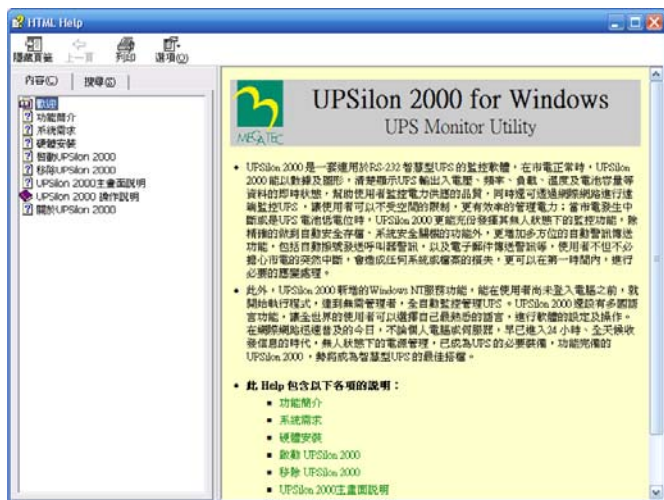 HTML Help
隱藏頁籤 上一頁 列印 選項(O)
內容(C) 搜尋(S)
歡迎
功能簡介
系統需求
硬體安裝
啟動UPSilon 2000
移除UPSilon 2000
UPSilon 2000主畫面說明
UPSilon 2000 操作說明
關於UPSilon 2000
MEGATEC
UPSilon 2000 for Windows
UPS Monitor Utility
UPSilon 2000 是一套適用於RS-232 智慧型UPS 的監控軟體，在市電正常時，UPSilon
2000 能以數據及圖形，清楚顯示UPS 輸出入電壓、頻率、負載、溫度及電池容量等
資料的即時狀態，幫助使用者監控電力供應的品質，同時還可透過網際網路進行遠
端監控UPS，讓使用者可以不受空間的限制，更有效率的管理電力；當市電發生中
斷或是UPS 電池低電位時，UPSilon 2000 更能充份發揮其無人狀態下的監控功能，除
精確的做到自動安全存檔、系統安全關機的功能外，更增加多方位的自動警訊傳送
功能，包括自動撥號發送呼叫器警訊，以及電子郵件傳送警訊等，使用者不但不必
擔心市電的突然中斷，會造成任何系統或檔案的損失，更可以在第一時間內，進行
必要的應變處理。
此外，UPSilon 2000 新增的Windows NT服務功能，能在使用者尚未登入電腦之前，就
開始執行程式，達到無需管理者，全自動監控管理UPS。UPSilon 2000 還設有多國語
言功能，讓全世界的使用者可以選擇自己最熟悉的語言，進行軟體的設定及操作。
在網際網路迅速普及的今日，不論個人電腦或伺服器，早已進入24 小時、全天候收
發信息的時代，無人狀態下的電源管理，已成為UPS 的必要裝備，功能完備的
UPSilon 2000，勢將成為智慧型UPS 的最佳搭檔。
此 Help 包含以下各項的說明：
功能簡介
系統需求
硬體安裝
啟動 UPSilon 2000
移除 UPSilon 2000
UPSilon 2000主畫面說明